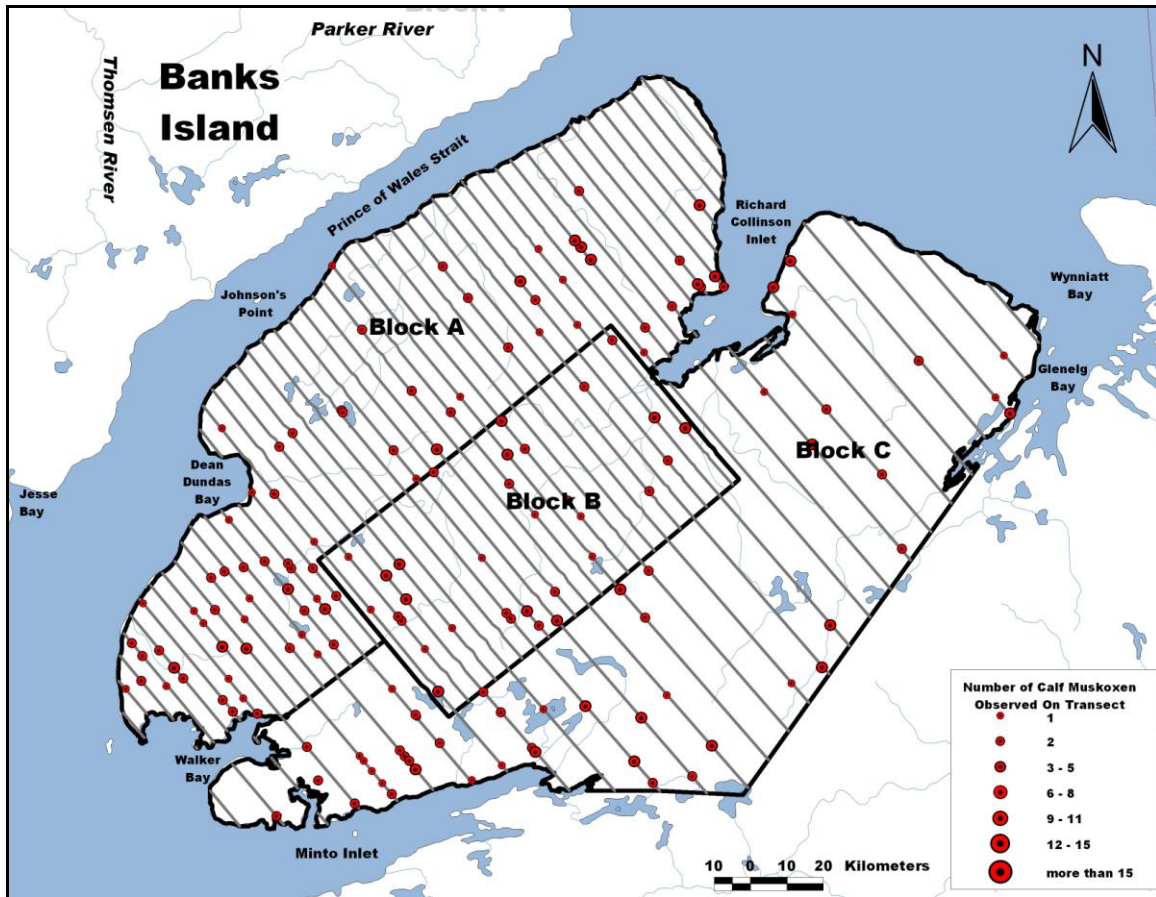 Parker River
Thomsen River
Banks
Island
N
Prince of Wales Strait
Richard
Collinson
Inlet
Wynniatt
Bay
Johnson's
Point
Block A
Glenelg
Bay
Block C
Dean
Dundas
Bay
Jesse
Bay
Block B
Walker
Bay
Minto Inlet
10 0 10 20 Kilometers
Number of Calf Muskoxen
Observed On Transect
1
2
3 - 5
6 - 8
9 - 11
12 - 15
more than 15